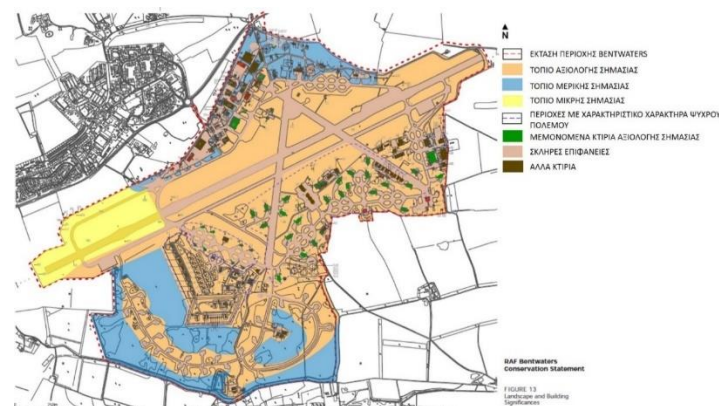 N
ΕΚΤΑΣΗ ΠΕΡΙΟΧΗΣ BENTWATERS
ΤΟΠΙΟ ΑΞΙΟΛΟΓΗΣ ΣΗΜΑΣΙΑΣ
ΤΟΠΙΟ ΜΕΡΙΚΗΣ ΣΗΜΑΣΙΑΣ
ΤΟΠΙΟ ΜΙΚΡΗΣ ΣΗΜΑΣΙΑΣ
ΠΕΡΙΟΧΕΣ ΜΕ ΧΑΡΑΚΤΗΡΙΣΤΙΚΟ ΧΑΡΑΚΤΗΡΑ ΨΥΧΡΟΥ
ΠΟΛΕΜΟΥ
ΜΕΜΟΝΟΜΕΝΑ ΚΤΙΡΙΑ ΑΞΙΟΛΟΓΗΣ ΣΗΜΑΣΙΑΣ
ΣΚΛΗΡΕΣ ΕΠΙΦΑΝΕΙΕΣ
ΑΛΛΑ ΚΤΙΡΙΑ
RAF Bentwaters
Conservation Statement
FIGURE 13
Landscape and Building
Significances